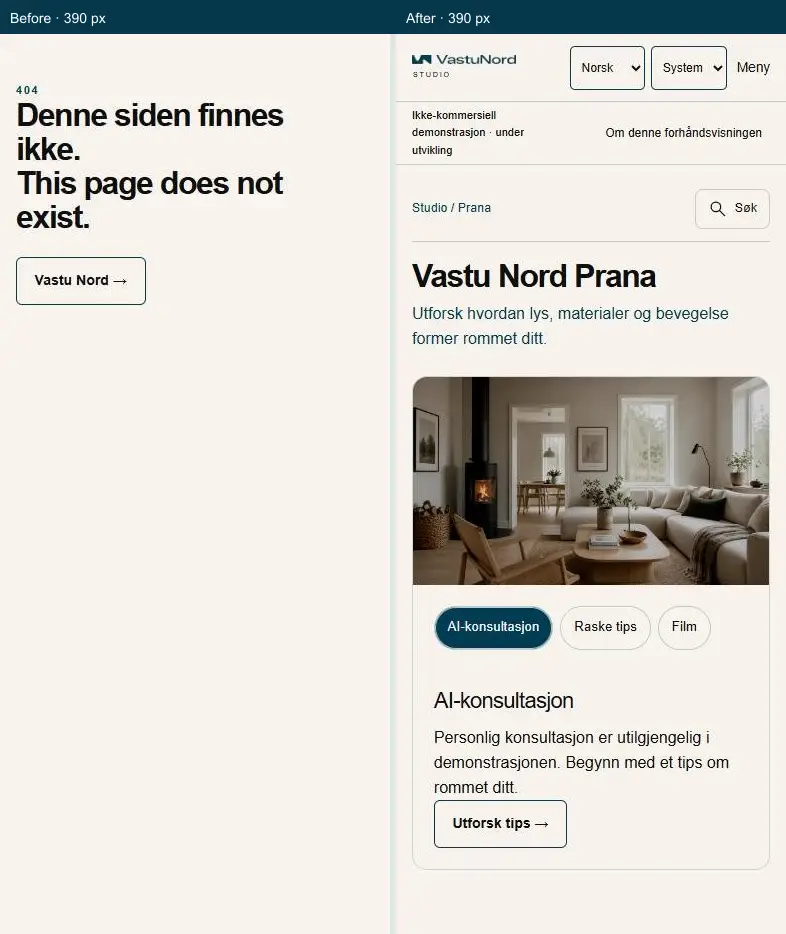 Before · 390 px
404
Denne siden finnes
ikke.
This page does not
exist.
Vastu Nord →
After · 390 px
VastuNord
STUDIO
Norsk
System
Meny
Ikke-kommersiell
demonstrasjon · under
utvikling
Om denne forhåndsvisningen
Studio / Prana
Søk
Vastu Nord Prana
Utforsk hvordan lys, materialer og bevegelse
former rommet ditt.
AI-konsultasjon
Raske tips
Film
AI-konsultasjon
Personlig konsultasjon er utilgjengelig i
demonstrasjonen. Begynn med et tips om
rommet ditt.
Utforsk tips →